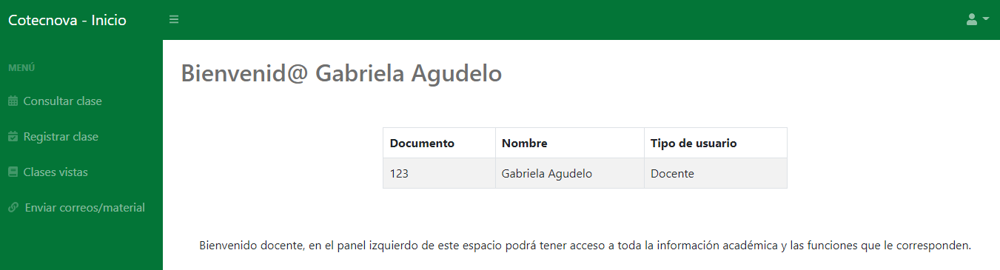 Cotecnova - Inicio
MENÚ
Consultar clase
Registrar clase
Clases vistas
Enviar correos/material
Bienvenid@ Gabriela Agudelo
Documento Nombre Tipo de usuario
123 Gabriela Agudelo Docente
Bienvenido docente, en el panel izquierdo de este espacio podrá tener acceso a toda la información académica y las funciones que le corresponden.